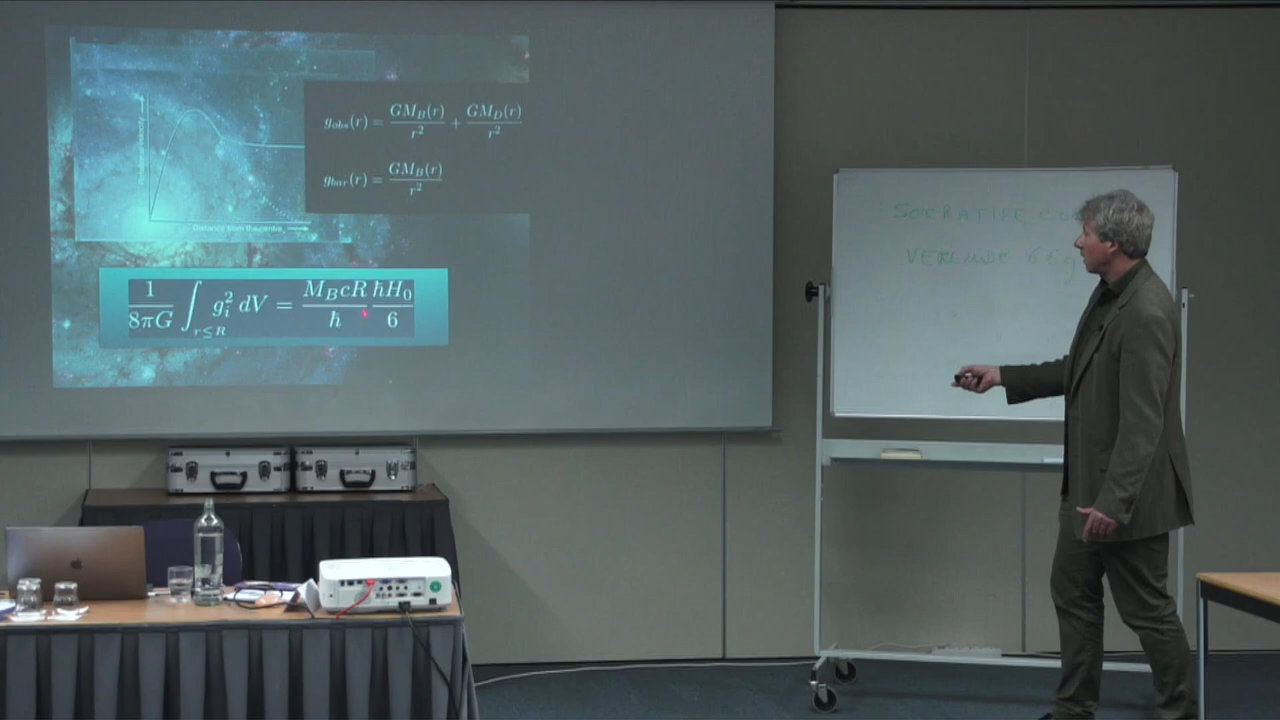 g_obs(r) = GM_B(r)/r² + GM_D(r)/r²
g_bar(r) = GM_B(r)/r²
Distance from the centre
1/8πG ∫_{r≤R} g_i² dV = M_B cR/ħ ħH_0/6
SOCRATIVE
VERLINDE